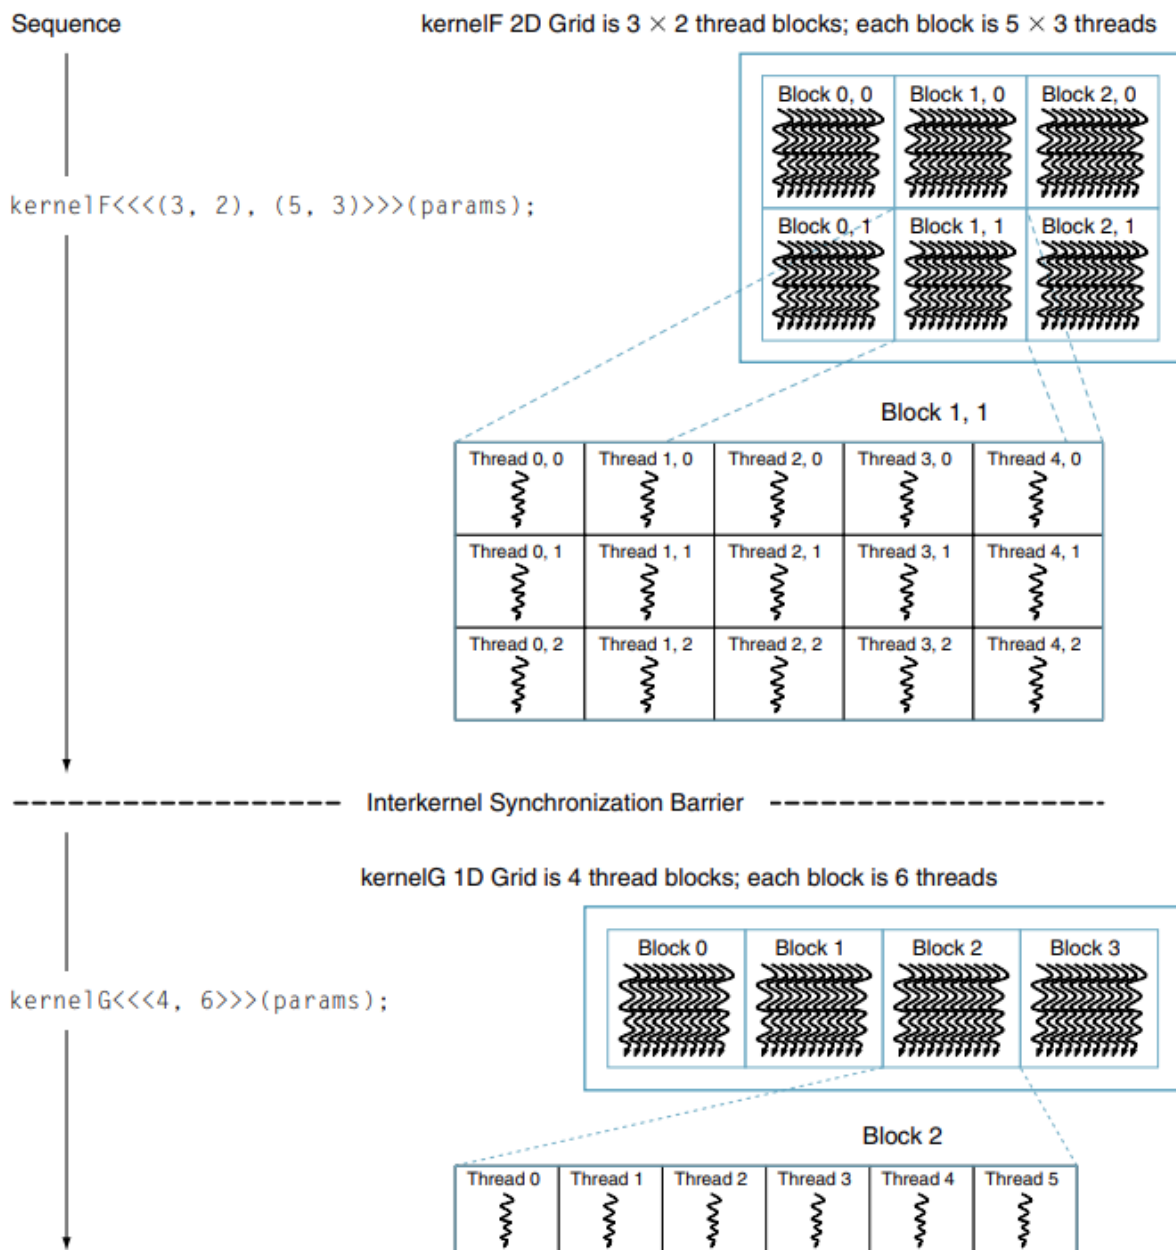 Sequence
kernelF 2D Grid is 3 × 2 thread blocks; each block is 5 × 3 threads
Block 0, 0 Block 1, 0 Block 2, 0
kernelF<<<(3, 2), (5, 3)>>>(params);
Block 0, 1 Block 1, 1 Block 2, 1
Block 1, 1
Thread 0, 0 Thread 1, 0 Thread 2, 0 Thread 3, 0 Thread 4, 0
Thread 0, 1 Thread 1, 1 Thread 2, 1 Thread 3, 1 Thread 4, 1
Thread 0, 2 Thread 1, 2 Thread 2, 2 Thread 3, 2 Thread 4, 2
Interkernel Synchronization Barrier
kernelG 1D Grid is 4 thread blocks; each block is 6 threads
Block 0 Block 1 Block 2 Block 3
kernelG<<<4, 6>>>(params);
Block 2
Thread 0 Thread 1 Thread 2 Thread 3 Thread 4 Thread 5